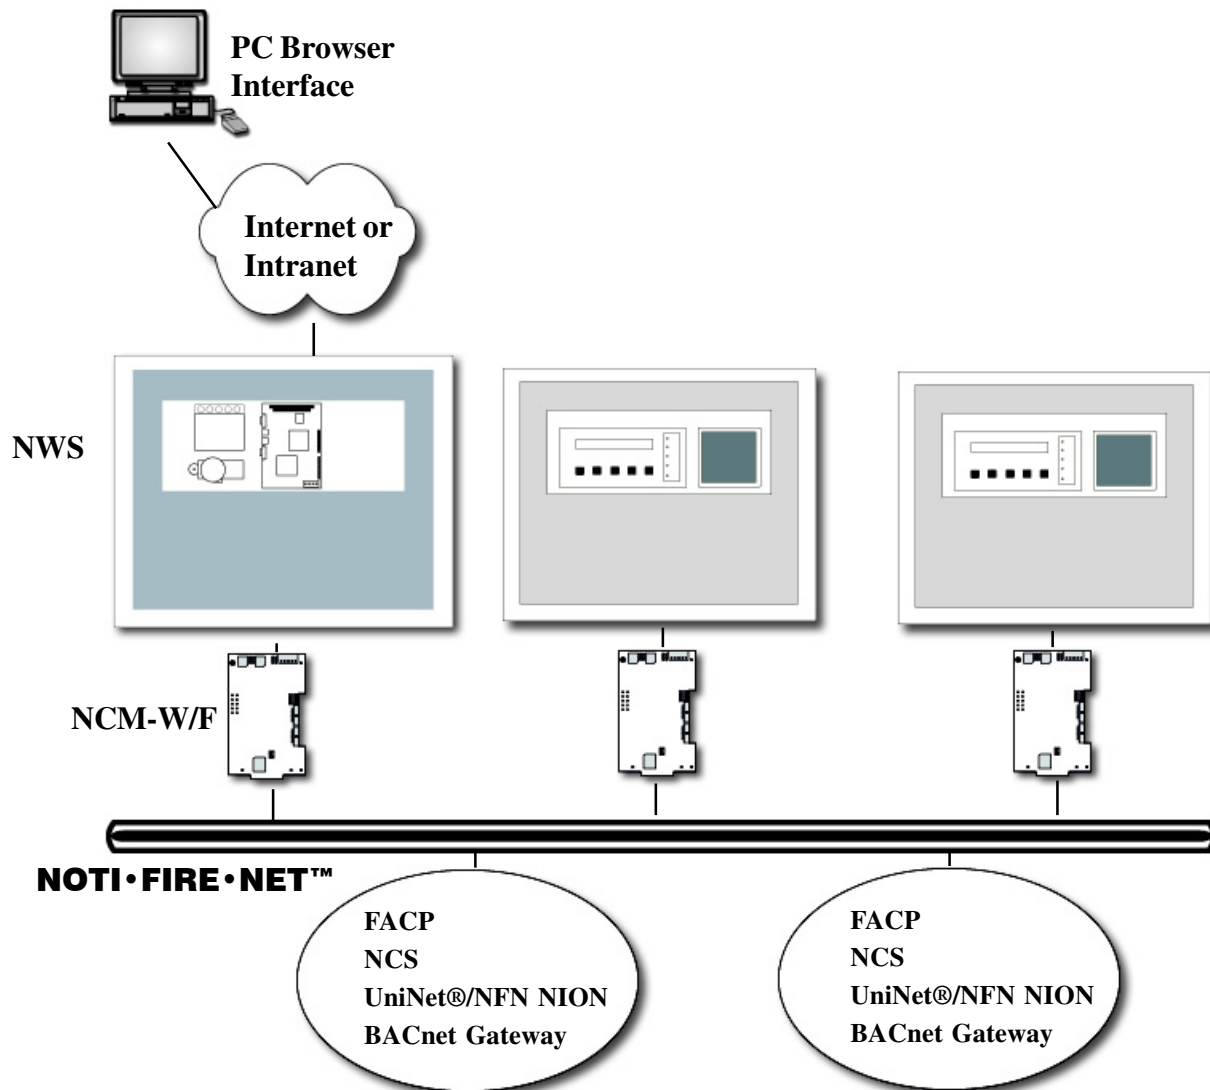 PC Browser
Interface
Internet or
Intranet
NWS
NCM-W/F
NOTI•FIRE•NET™
FACP
NCS
UniNet®/NFN NION
BACnet Gateway
FACP
NCS
UniNet®/NFN NION
BACnet Gateway